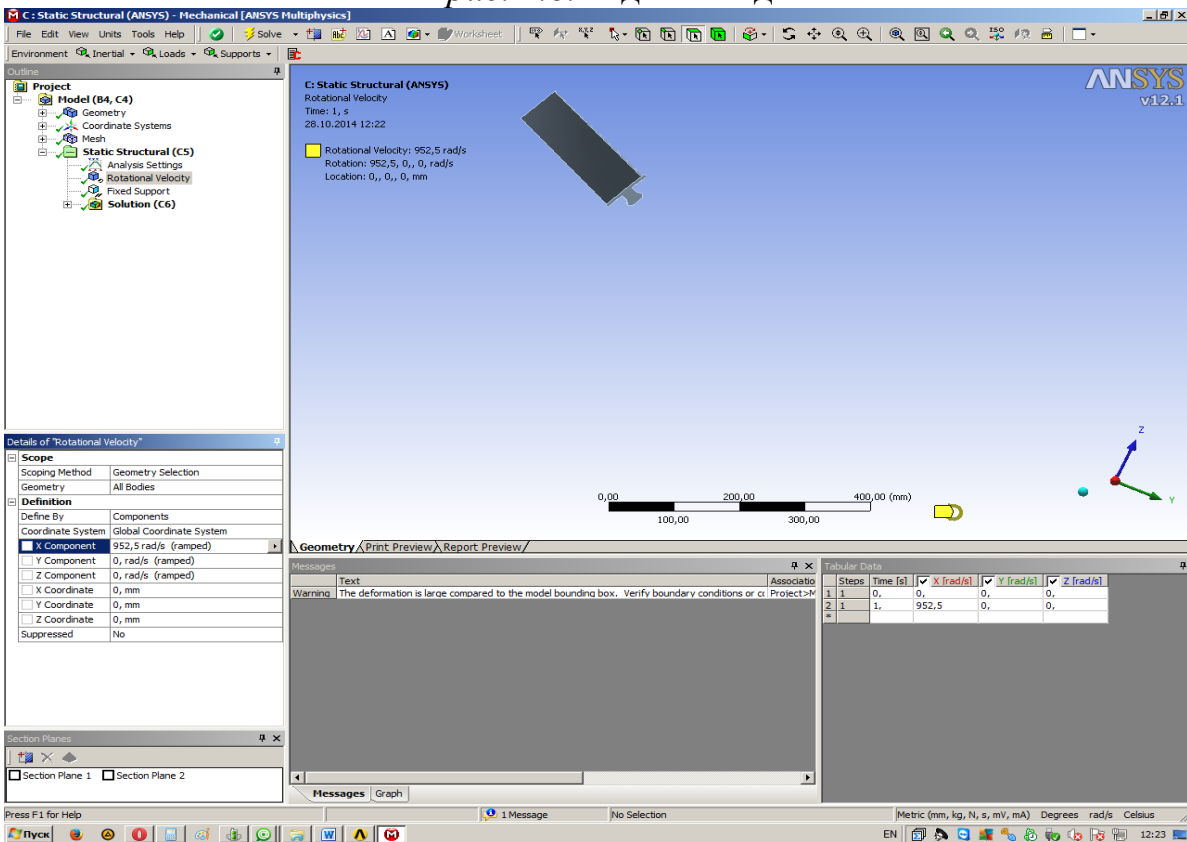 C : Static Structural (ANSYS) - Mechanical [ANSYS Multiphysics]
File Edit View Units Tools Help Solve Worksheet
Environment Inertial Loads Supports
Outline
Project
Model (B4, C4)
Geometry
Coordinate Systems
Mesh
Static Structural (C5)
Analysis Settings
Rotational Velocity
Fixed Support
Solution (C6)
C: Static Structural (ANSYS)
Rotational Velocity
Time: 1, s
28.10.2014 12:22
Rotational Velocity: 952,5 rad/s
Rotation: 952,5, 0,, 0, rad/s
Location: 0,, 0,, 0, mm
ANSYS
v12.1
Z
Y
0,00 200,00 400,00 (mm)
100,00 300,00
Details of "Rotational Velocity"
Scope
Scoping Method Geometry Selection
Geometry All Bodies
Definition
Define By Components
Coordinate System Global Coordinate System
X Component 952,5 rad/s (ramped)
Y Component 0, rad/s (ramped)
Z Component 0, rad/s (ramped)
X Coordinate 0, mm
Y Coordinate 0, mm
Z Coordinate 0, mm
Suppressed No
Geometry Print Preview Report Preview
Messages
Text Associatio
Warning The deformation is large compared to the model bounding box. Verify boundary conditions or cc Project>M
Tabular Data
Steps Time [s] X [rad/s] Y [rad/s] Z [rad/s]
1 1 0, 0, 0, 0,
2 1 1, 952,5 0, 0,
*
Section Planes
Section Plane 1 Section Plane 2
Messages Graph
Press F1 for Help 1 Message No Selection Metric (mm, kg, N, s, mV, mA) Degrees rad/s Celsius
Пуск EN 12:23